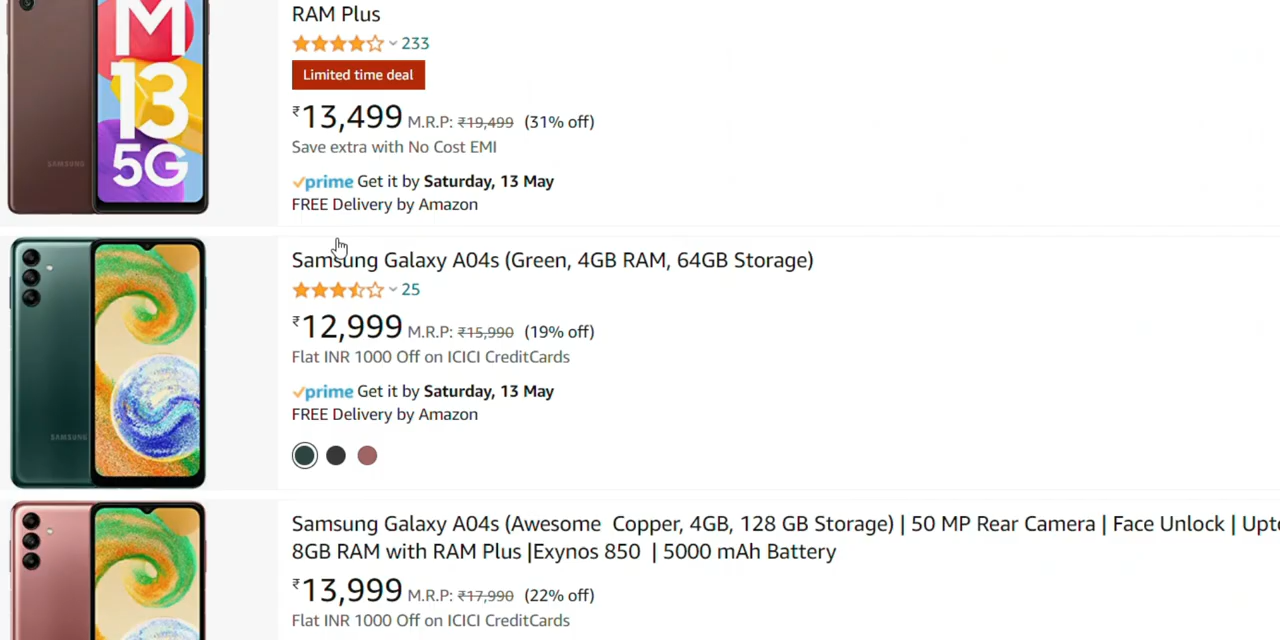 RAM Plus
233
Limited time deal
₹13,499 M.R.P: ₹19,499 (31% off)
Save extra with No Cost EMI
prime Get it by Saturday, 13 May
FREE Delivery by Amazon
M
13
5G
SAMSUNG
Samsung Galaxy A04s (Green, 4GB RAM, 64GB Storage)
25
₹12,999 M.R.P: ₹15,990 (19% off)
Flat INR 1000 Off on ICICI CreditCards
prime Get it by Saturday, 13 May
FREE Delivery by Amazon
SAMSUNG
Samsung Galaxy A04s (Awesome Copper, 4GB, 128 GB Storage) | 50 MP Rear Camera | Face Unlock |
8GB RAM with RAM Plus |Exynos 850 | 5000 mAh Battery
₹13,999 M.R.P: ₹17,990 (22% off)
Flat INR 1000 Off on ICICI CreditCards